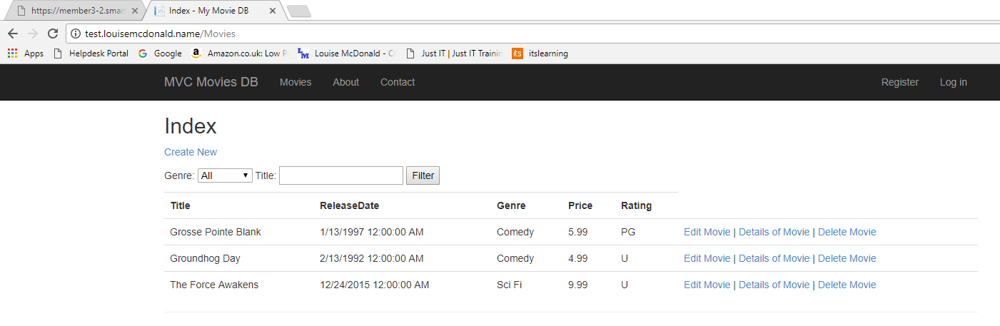 https://member3-2.smar
Index - My Movie DB
test.louisemcdonald.name/Movies
Apps Helpdesk Portal Google Amazon.co.uk: Low P Louise McDonald - C Just IT | Just IT Trainin its itslearning
MVC Movies DB Movies About Contact Register Log in
Index
Create New
Genre: All Title: Filter
Title ReleaseDate Genre Price Rating
Grosse Pointe Blank 1/13/1997 12:00:00 AM Comedy 5.99 PG Edit Movie | Details of Movie | Delete Movie
Groundhog Day 2/13/1992 12:00:00 AM Comedy 4.99 U Edit Movie | Details of Movie | Delete Movie
The Force Awakens 12/24/2015 12:00:00 AM Sci Fi 9.99 U Edit Movie | Details of Movie | Delete Movie